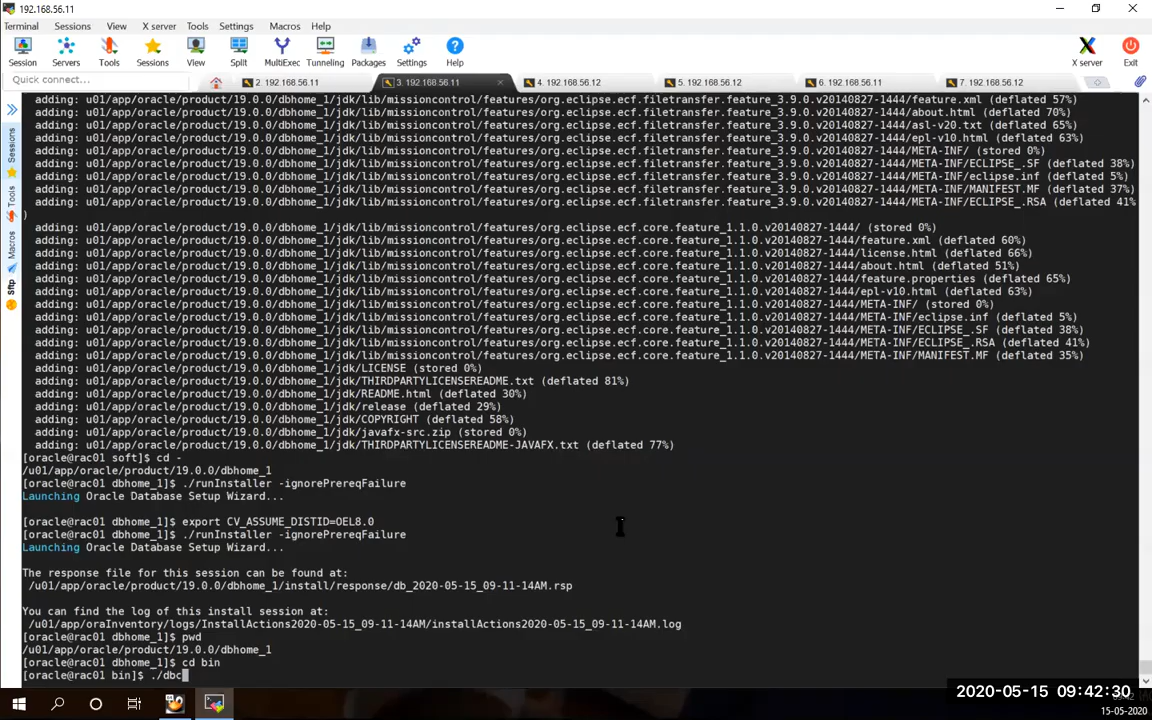 192.168.56.11
Terminal Sessions View X server Tools Settings Macros Help
Session Servers Tools Sessions View Split MultiExec Tunneling Packages Settings Help X server Exit
Quick connect... 2. 192.168.56.11 3. 192.168.56.11 4. 192.168.56.12 5. 192.168.56.12 6. 192.168.56.11 7. 192.168.56.12
Sessions
Tools
Macros
Sftp
adding: u01/app/oracle/product/19.0.0/dbhome_1/jdk/lib/missioncontrol/features/org.eclipse.ecf.filetransfer.feature_3.9.0.v20140827-1444/feature.xml (deflated 57%)
adding: u01/app/oracle/product/19.0.0/dbhome_1/jdk/lib/missioncontrol/features/org.eclipse.ecf.filetransfer.feature_3.9.0.v20140827-1444/about.html (deflated 70%)
adding: u01/app/oracle/product/19.0.0/dbhome_1/jdk/lib/missioncontrol/features/org.eclipse.ecf.filetransfer.feature_3.9.0.v20140827-1444/asl-v20.txt (deflated 65%)
adding: u01/app/oracle/product/19.0.0/dbhome_1/jdk/lib/missioncontrol/features/org.eclipse.ecf.filetransfer.feature_3.9.0.v20140827-1444/epl-v10.html (deflated 63%)
adding: u01/app/oracle/product/19.0.0/dbhome_1/jdk/lib/missioncontrol/features/org.eclipse.ecf.filetransfer.feature_3.9.0.v20140827-1444/META-INF/ (stored 0%)
adding: u01/app/oracle/product/19.0.0/dbhome_1/jdk/lib/missioncontrol/features/org.eclipse.ecf.filetransfer.feature_3.9.0.v20140827-1444/META-INF/ECLIPSE_.SF (deflated 38%)
adding: u01/app/oracle/product/19.0.0/dbhome_1/jdk/lib/missioncontrol/features/org.eclipse.ecf.filetransfer.feature_3.9.0.v20140827-1444/META-INF/eclipse.inf (deflated 5%)
adding: u01/app/oracle/product/19.0.0/dbhome_1/jdk/lib/missioncontrol/features/org.eclipse.ecf.filetransfer.feature_3.9.0.v20140827-1444/META-INF/MANIFEST.MF (deflated 37%)
adding: u01/app/oracle/product/19.0.0/dbhome_1/jdk/lib/missioncontrol/features/org.eclipse.ecf.filetransfer.feature_3.9.0.v20140827-1444/META-INF/ECLIPSE_.RSA (deflated 41%
)
adding: u01/app/oracle/product/19.0.0/dbhome_1/jdk/lib/missioncontrol/features/org.eclipse.ecf.core.feature_1.1.0.v20140827-1444/ (stored 0%)
adding: u01/app/oracle/product/19.0.0/dbhome_1/jdk/lib/missioncontrol/features/org.eclipse.ecf.core.feature_1.1.0.v20140827-1444/feature.xml (deflated 60%)
adding: u01/app/oracle/product/19.0.0/dbhome_1/jdk/lib/missioncontrol/features/org.eclipse.ecf.core.feature_1.1.0.v20140827-1444/license.html (deflated 66%)
adding: u01/app/oracle/product/19.0.0/dbhome_1/jdk/lib/missioncontrol/features/org.eclipse.ecf.core.feature_1.1.0.v20140827-1444/about.html (deflated 51%)
adding: u01/app/oracle/product/19.0.0/dbhome_1/jdk/lib/missioncontrol/features/org.eclipse.ecf.core.feature_1.1.0.v20140827-1444/feature.properties (deflated 65%)
adding: u01/app/oracle/product/19.0.0/dbhome_1/jdk/lib/missioncontrol/features/org.eclipse.ecf.core.feature_1.1.0.v20140827-1444/epl-v10.html (deflated 63%)
adding: u01/app/oracle/product/19.0.0/dbhome_1/jdk/lib/missioncontrol/features/org.eclipse.ecf.core.feature_1.1.0.v20140827-1444/META-INF/ (stored 0%)
adding: u01/app/oracle/product/19.0.0/dbhome_1/jdk/lib/missioncontrol/features/org.eclipse.ecf.core.feature_1.1.0.v20140827-1444/META-INF/eclipse.inf (deflated 5%)
adding: u01/app/oracle/product/19.0.0/dbhome_1/jdk/lib/missioncontrol/features/org.eclipse.ecf.core.feature_1.1.0.v20140827-1444/META-INF/ECLIPSE_.SF (deflated 38%)
adding: u01/app/oracle/product/19.0.0/dbhome_1/jdk/lib/missioncontrol/features/org.eclipse.ecf.core.feature_1.1.0.v20140827-1444/META-INF/ECLIPSE_.RSA (deflated 41%)
adding: u01/app/oracle/product/19.0.0/dbhome_1/jdk/lib/missioncontrol/features/org.eclipse.ecf.core.feature_1.1.0.v20140827-1444/META-INF/MANIFEST.MF (deflated 35%)
adding: u01/app/oracle/product/19.0.0/dbhome_1/jdk/LICENSE (stored 0%)
adding: u01/app/oracle/product/19.0.0/dbhome_1/jdk/THIRDPARTYLICENSEREADME.txt (deflated 81%)
adding: u01/app/oracle/product/19.0.0/dbhome_1/jdk/README.html (deflated 30%)
adding: u01/app/oracle/product/19.0.0/dbhome_1/jdk/release (deflated 29%)
adding: u01/app/oracle/product/19.0.0/dbhome_1/jdk/COPYRIGHT (deflated 58%)
adding: u01/app/oracle/product/19.0.0/dbhome_1/jdk/javafx-src.zip (stored 0%)
adding: u01/app/oracle/product/19.0.0/dbhome_1/jdk/THIRDPARTYLICENSEREADME-JAVAFX.txt (deflated 77%)
[oracle@rac01 soft]$ cd -
/u01/app/oracle/product/19.0.0/dbhome_1
[oracle@rac01 dbhome_1]$ ./runInstaller -ignorePrereqFailure
Launching Oracle Database Setup Wizard...
[oracle@rac01 dbhome_1]$ export CV_ASSUME_DISTID=OEL8.0
[oracle@rac01 dbhome_1]$ ./runInstaller -ignorePrereqFailure
Launching Oracle Database Setup Wizard...
The response file for this session can be found at:
/u01/app/oracle/product/19.0.0/dbhome_1/install/response/db_2020-05-15_09-11-14AM.rsp
You can find the log of this install session at:
/u01/app/oraInventory/logs/InstallActions2020-05-15_09-11-14AM/installActions2020-05-15_09-11-14AM.log
[oracle@rac01 dbhome_1]$ pwd
/u01/app/oracle/product/19.0.0/dbhome_1
[oracle@rac01 dbhome_1]$ cd bin
[oracle@rac01 bin]$ ./dbc
2020-05-15 09:42:30
15-05-2020